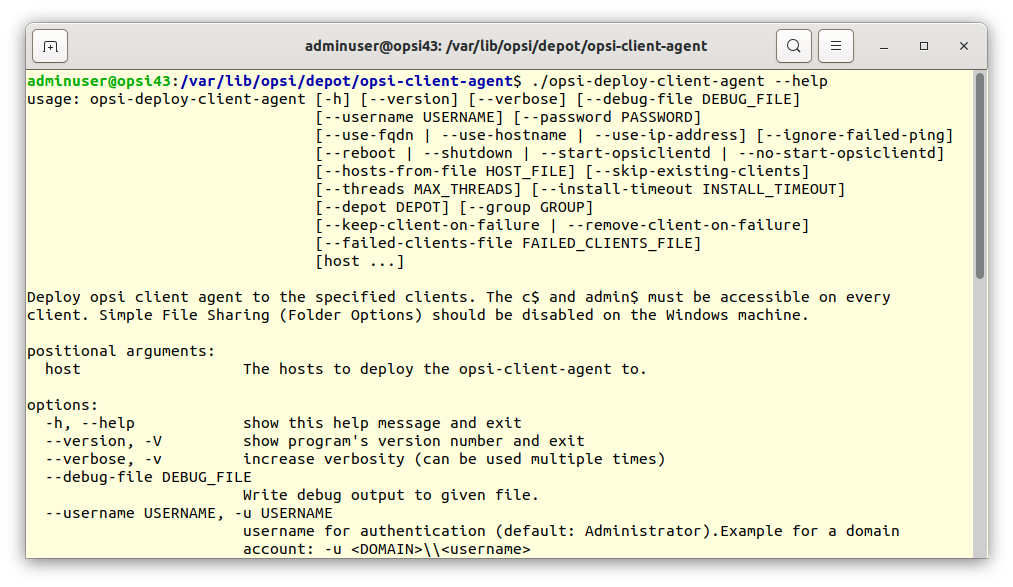 adminuser@opsi43: /var/lib/opsi/depot/opsi-client-agent
adminuser@opsi43:/var/lib/opsi/depot/opsi-client-agent$ ./opsi-deploy-client-agent --help
usage: opsi-deploy-client-agent [-h] [--version] [--verbose] [--debug-file DEBUG_FILE]
                                [--username USERNAME] [--password PASSWORD]
                                [--use-fqdn | --use-hostname | --use-ip-address] [--ignore-failed-ping]
                                [--reboot | --shutdown | --start-opsiclientd | --no-start-opsiclientd]
                                [--hosts-from-file HOST_FILE] [--skip-existing-clients]
                                [--threads MAX_THREADS] [--install-timeout INSTALL_TIMEOUT]
                                [--depot DEPOT] [--group GROUP]
                                [--keep-client-on-failure | --remove-client-on-failure]
                                [--failed-clients-file FAILED_CLIENTS_FILE]
                                [host ...]

Deploy opsi client agent to the specified clients. The c$ and admin$ must be accessible on every
client. Simple File Sharing (Folder Options) should be disabled on the Windows machine.

positional arguments:
  host                  The hosts to deploy the opsi-client-agent to.

options:
  -h, --help            show this help message and exit
  --version, -V         show program's version number and exit
  --verbose, -v         increase verbosity (can be used multiple times)
  --debug-file DEBUG_FILE
                        Write debug output to given file.
  --username USERNAME, -u USERNAME
                        username for authentication (default: Administrator).Example for a domain
                        account: -u <DOMAIN>\\<username>